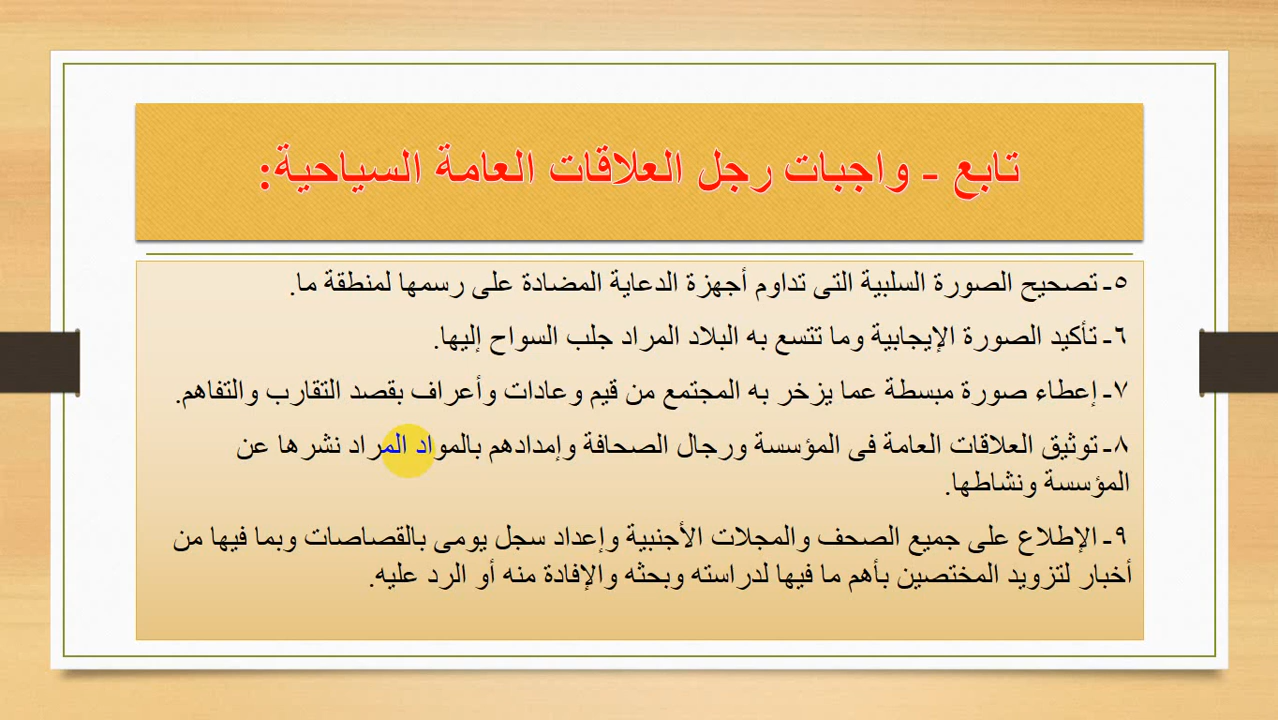 تابع - واجبات رجل العلاقات العامة السياحية:
٥- تصحيح الصورة السلبية التى تداوم أجهزة الدعاية المضادة على رسمها لمنطقة ما.
٦- تأكيد الصورة الإيجابية وما تتسع به البلاد المراد جلب السواح إليها.
٧- إعطاء صورة مبسطة عما يزخر به المجتمع من قيم وعادات وأعراف بقصد التقارب والتفاهم.
٨- توثيق العلاقات العامة فى المؤسسة ورجال الصحافة وإمدادهم بالمواد المراد نشرها عن
المؤسسة ونشاطها.
٩- الإطلاع على جميع الصحف والمجلات الأجنبية وإعداد سجل يومى بالقصاصات وبما فيها من
أخبار لتزويد المختصين بأهم ما فيها لدراسته وبحثه والإفادة منه أو الرد عليه.